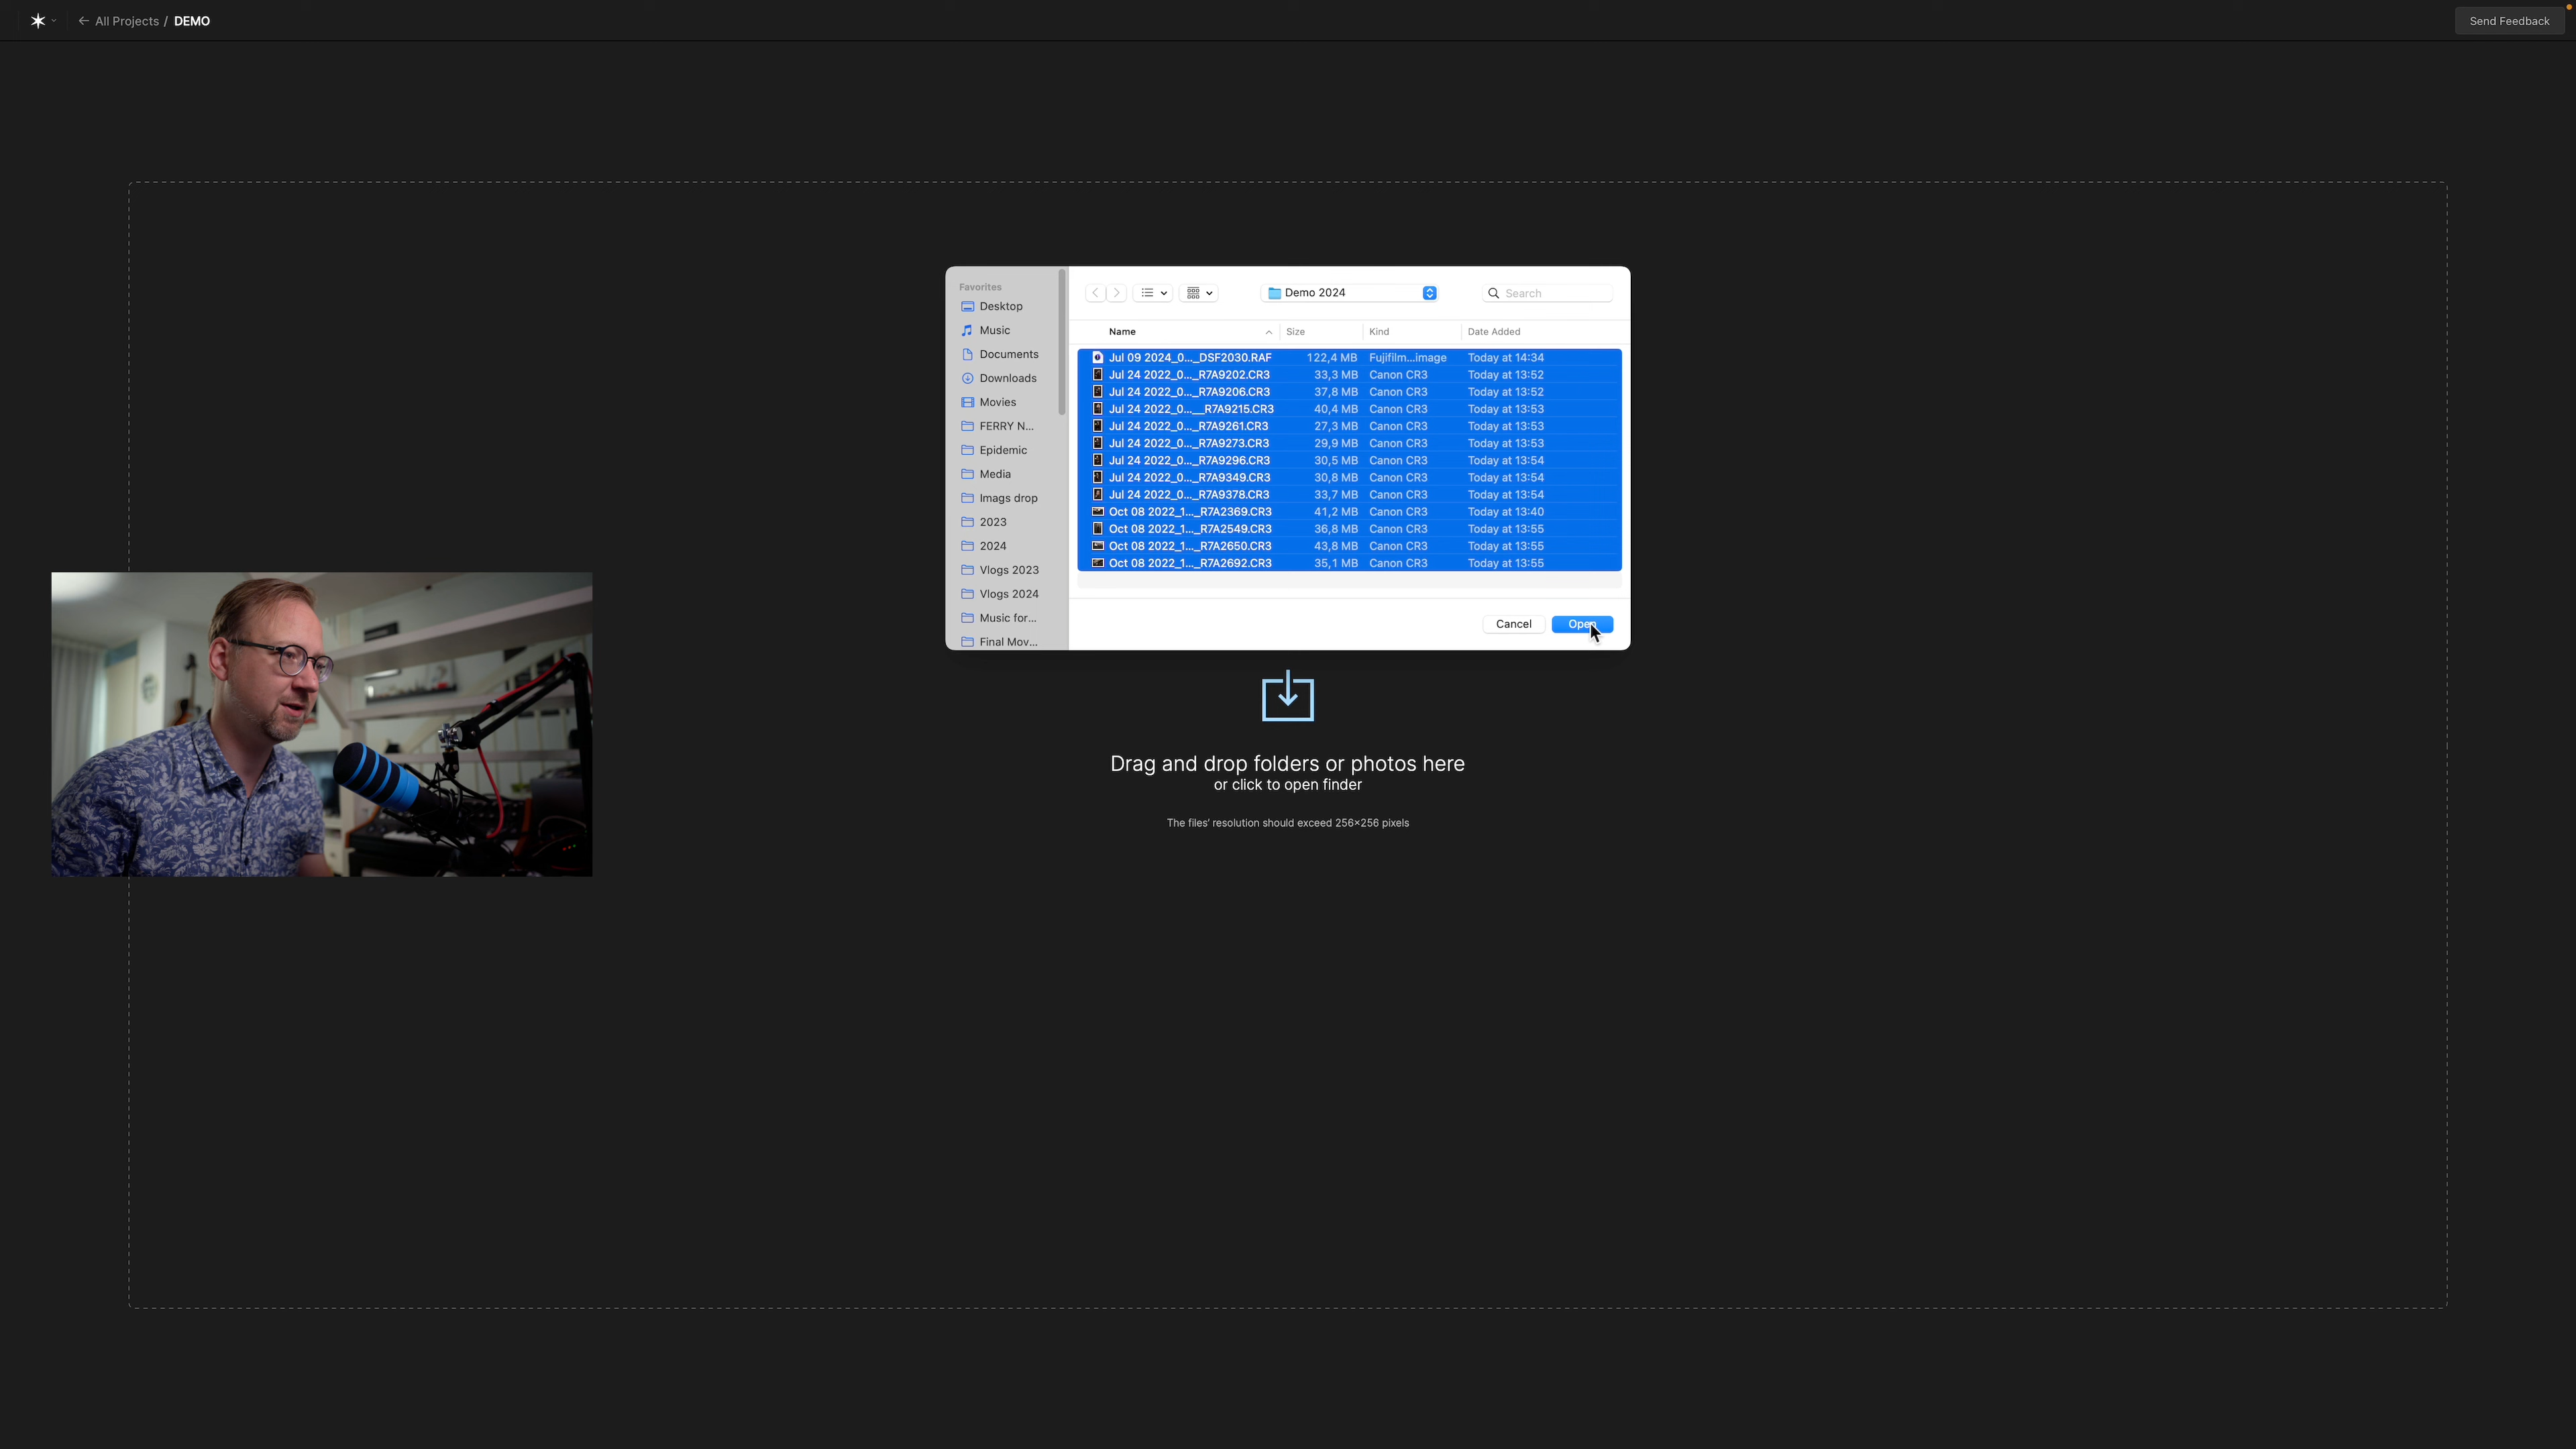 ← All Projects / DEMO
Send Feedback
Favorites
Desktop
Music
Documents
Downloads
Movies
FERRY N...
Epidemic
Media
Imags drop
2023
2024
Vlogs 2023
Vlogs 2024
Music for...
Final Mov...
Demo 2024
Search
Name Size Kind Date Added
Jul 09 2024_0..._DSF2030.RAF 122,4 MB Fujifilm...image Today at 14:34
Jul 24 2022_0..._R7A9202.CR3 33,3 MB Canon CR3 Today at 13:52
Jul 24 2022_0..._R7A9206.CR3 37,8 MB Canon CR3 Today at 13:52
Jul 24 2022_0...__R7A9215.CR3 40,4 MB Canon CR3 Today at 13:53
Jul 24 2022_0..._R7A9261.CR3 27,3 MB Canon CR3 Today at 13:53
Jul 24 2022_0..._R7A9273.CR3 29,9 MB Canon CR3 Today at 13:53
Jul 24 2022_0..._R7A9296.CR3 30,5 MB Canon CR3 Today at 13:54
Jul 24 2022_0..._R7A9349.CR3 30,8 MB Canon CR3 Today at 13:54
Jul 24 2022_0..._R7A9378.CR3 33,7 MB Canon CR3 Today at 13:54
Oct 08 2022_1..._R7A2369.CR3 41,2 MB Canon CR3 Today at 13:40
Oct 08 2022_1..._R7A2549.CR3 36,8 MB Canon CR3 Today at 13:55
Oct 08 2022_1..._R7A2650.CR3 43,8 MB Canon CR3 Today at 13:55
Oct 08 2022_1..._R7A2692.CR3 35,1 MB Canon CR3 Today at 13:55
Cancel Open
Drag and drop folders or photos here
or click to open finder
The files' resolution should exceed 256×256 pixels